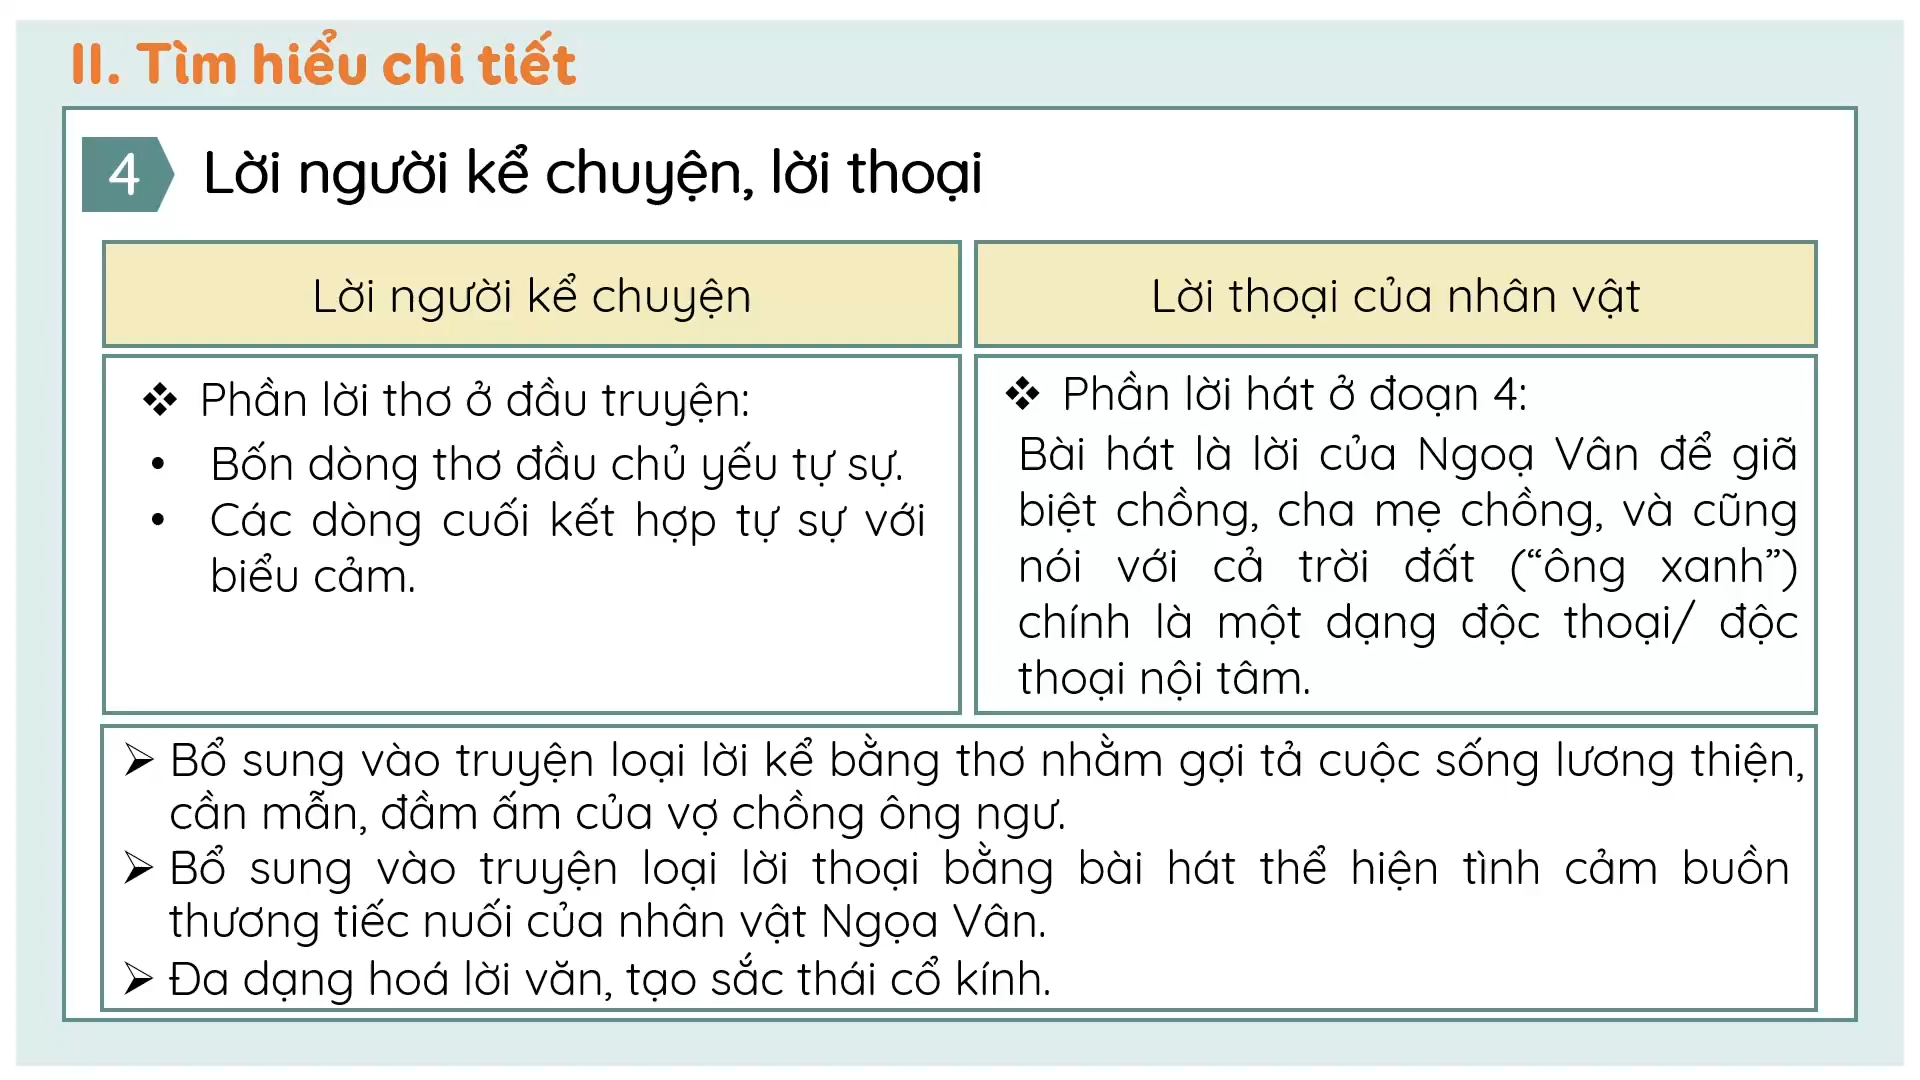 II. Tìm hiểu chi tiết
4
Lời người kể chuyện, lời thoại
Lời người kể chuyện
❖ Phần lời thơ ở đầu truyện:
• Bốn dòng thơ đầu chủ yếu tự sự.
• Các dòng cuối kết hợp tự sự với
biểu cảm.
Lời thoại của nhân vật
❖ Phần lời hát ở đoạn 4:
Bài hát là lời của Ngoạ Vân để giã
biệt chồng, cha mẹ chồng, và cũng
nói với cả trời đất (“ông xanh”)
chính là một dạng độc thoại/ độc
thoại nội tâm.
➢ Bổ sung vào truyện loại lời kể bằng thơ nhằm gợi tả cuộc sống lương thiện,
cần mẫn, đầm ấm của vợ chồng ông ngư.
➢ Bổ sung vào truyện loại lời thoại bằng bài hát thể hiện tình cảm buồn
thương tiếc nuối của nhân vật Ngọa Vân.
➢ Đa dạng hoá lời văn, tạo sắc thái cổ kính.